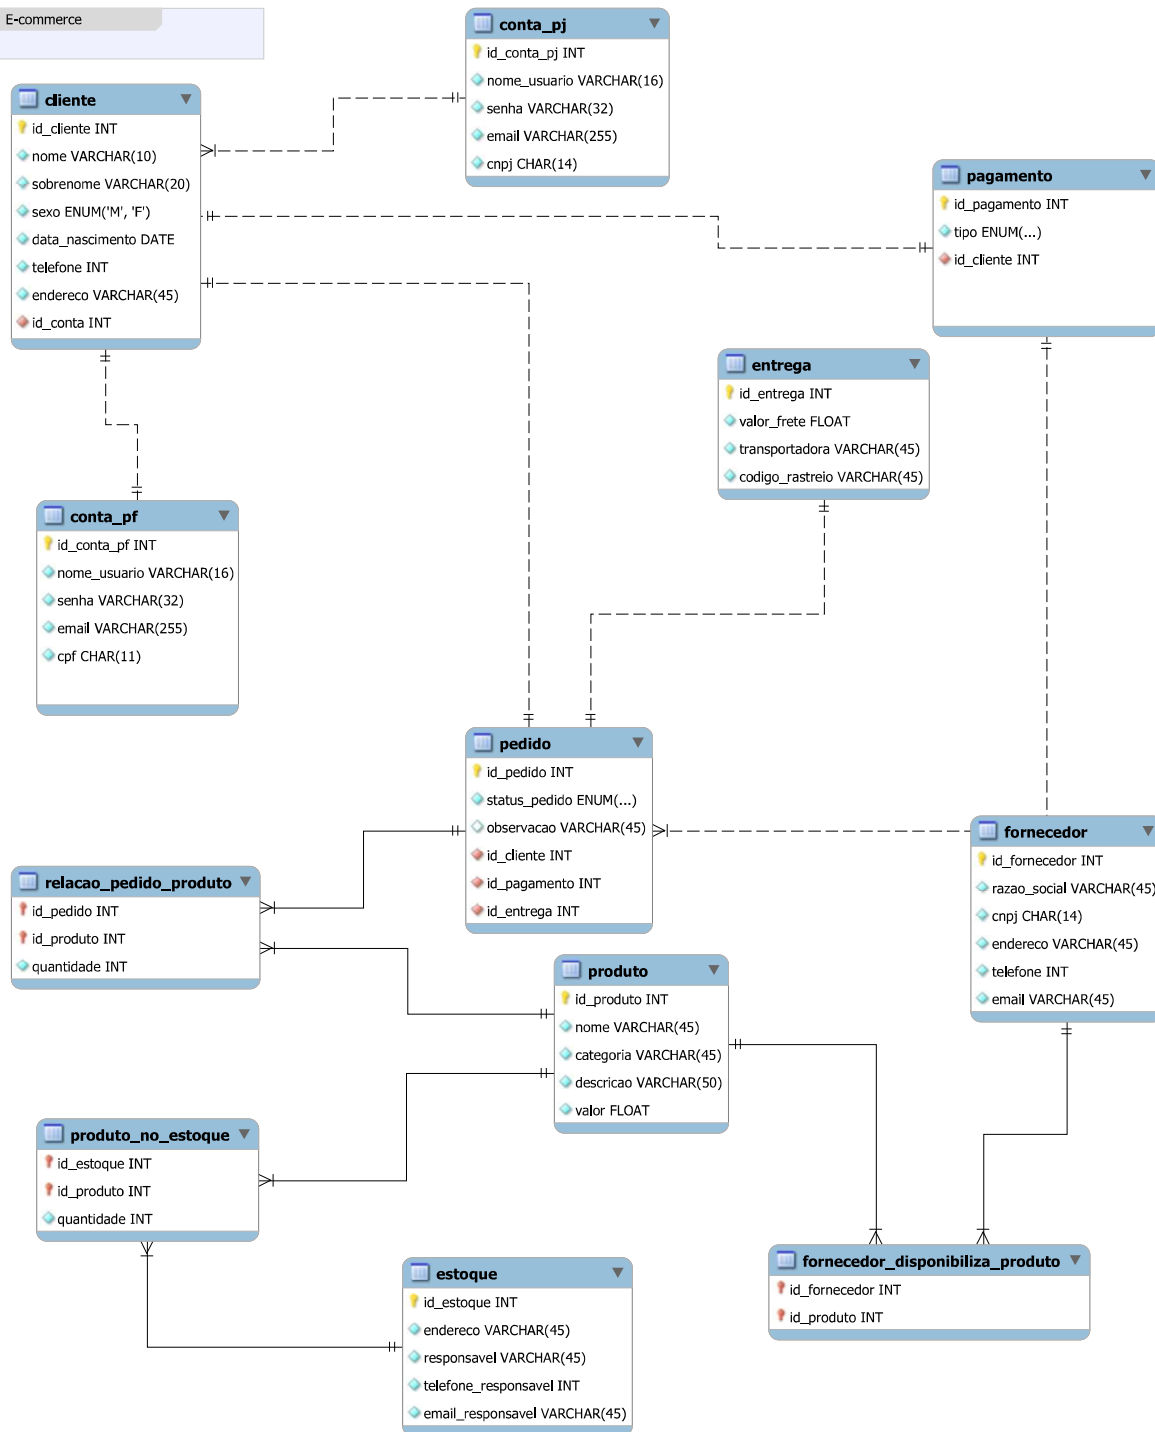 E-commerce
conta_pj
id_conta_pj INT
nome_usuario VARCHAR(16)
senha VARCHAR(32)
email VARCHAR(255)
cnpj CHAR(14)
cliente
id_cliente INT
nome VARCHAR(10)
sobrenome VARCHAR(20)
sexo ENUM('M', 'F')
data_nascimento DATE
telefone INT
endereco VARCHAR(45)
id_conta INT
pagamento
id_pagamento INT
tipo ENUM(...)
id_cliente INT
entrega
id_entrega INT
valor_frete FLOAT
transportadora VARCHAR(45)
codigo_rastreio VARCHAR(45)
conta_pf
id_conta_pf INT
nome_usuario VARCHAR(16)
senha VARCHAR(32)
email VARCHAR(255)
cpf CHAR(11)
pedido
id_pedido INT
status_pedido ENUM(...)
observacao VARCHAR(45)
id_cliente INT
id_pagamento INT
id_entrega INT
fornecedor
id_fornecedor INT
razao_social VARCHAR(45)
cnpj CHAR(14)
endereco VARCHAR(45)
telefone INT
email VARCHAR(45)
relacao_pedido_produto
id_pedido INT
id_produto INT
quantidade INT
produto
id_produto INT
nome VARCHAR(45)
categoria VARCHAR(45)
descricao VARCHAR(50)
valor FLOAT
produto_no_estoque
id_estoque INT
id_produto INT
quantidade INT
estoque
id_estoque INT
endereco VARCHAR(45)
responsavel VARCHAR(45)
telefone_responsavel INT
email_responsavel VARCHAR(45)
fornecedor_disponibiliza_produto
id_fornecedor INT
id_produto INT